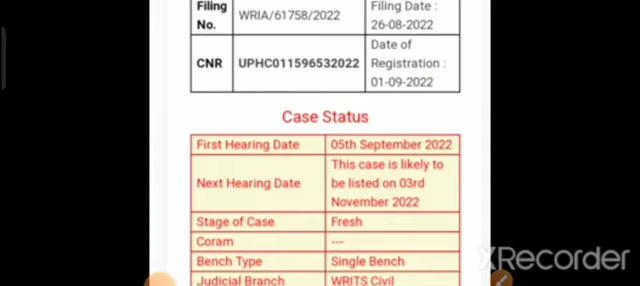 Filing No. WRIA/61758/2022 Filing Date : 26-08-2022
CNR UPHC011596532022 Date of Registration : 01-09-2022
Case Status
First Hearing Date 05th September 2022
Next Hearing Date This case is likely to be listed on 03rd November 2022
Stage of Case Fresh
Coram ---
Bench Type Single Bench
Judicial Branch WRITS Civil
XRecorder